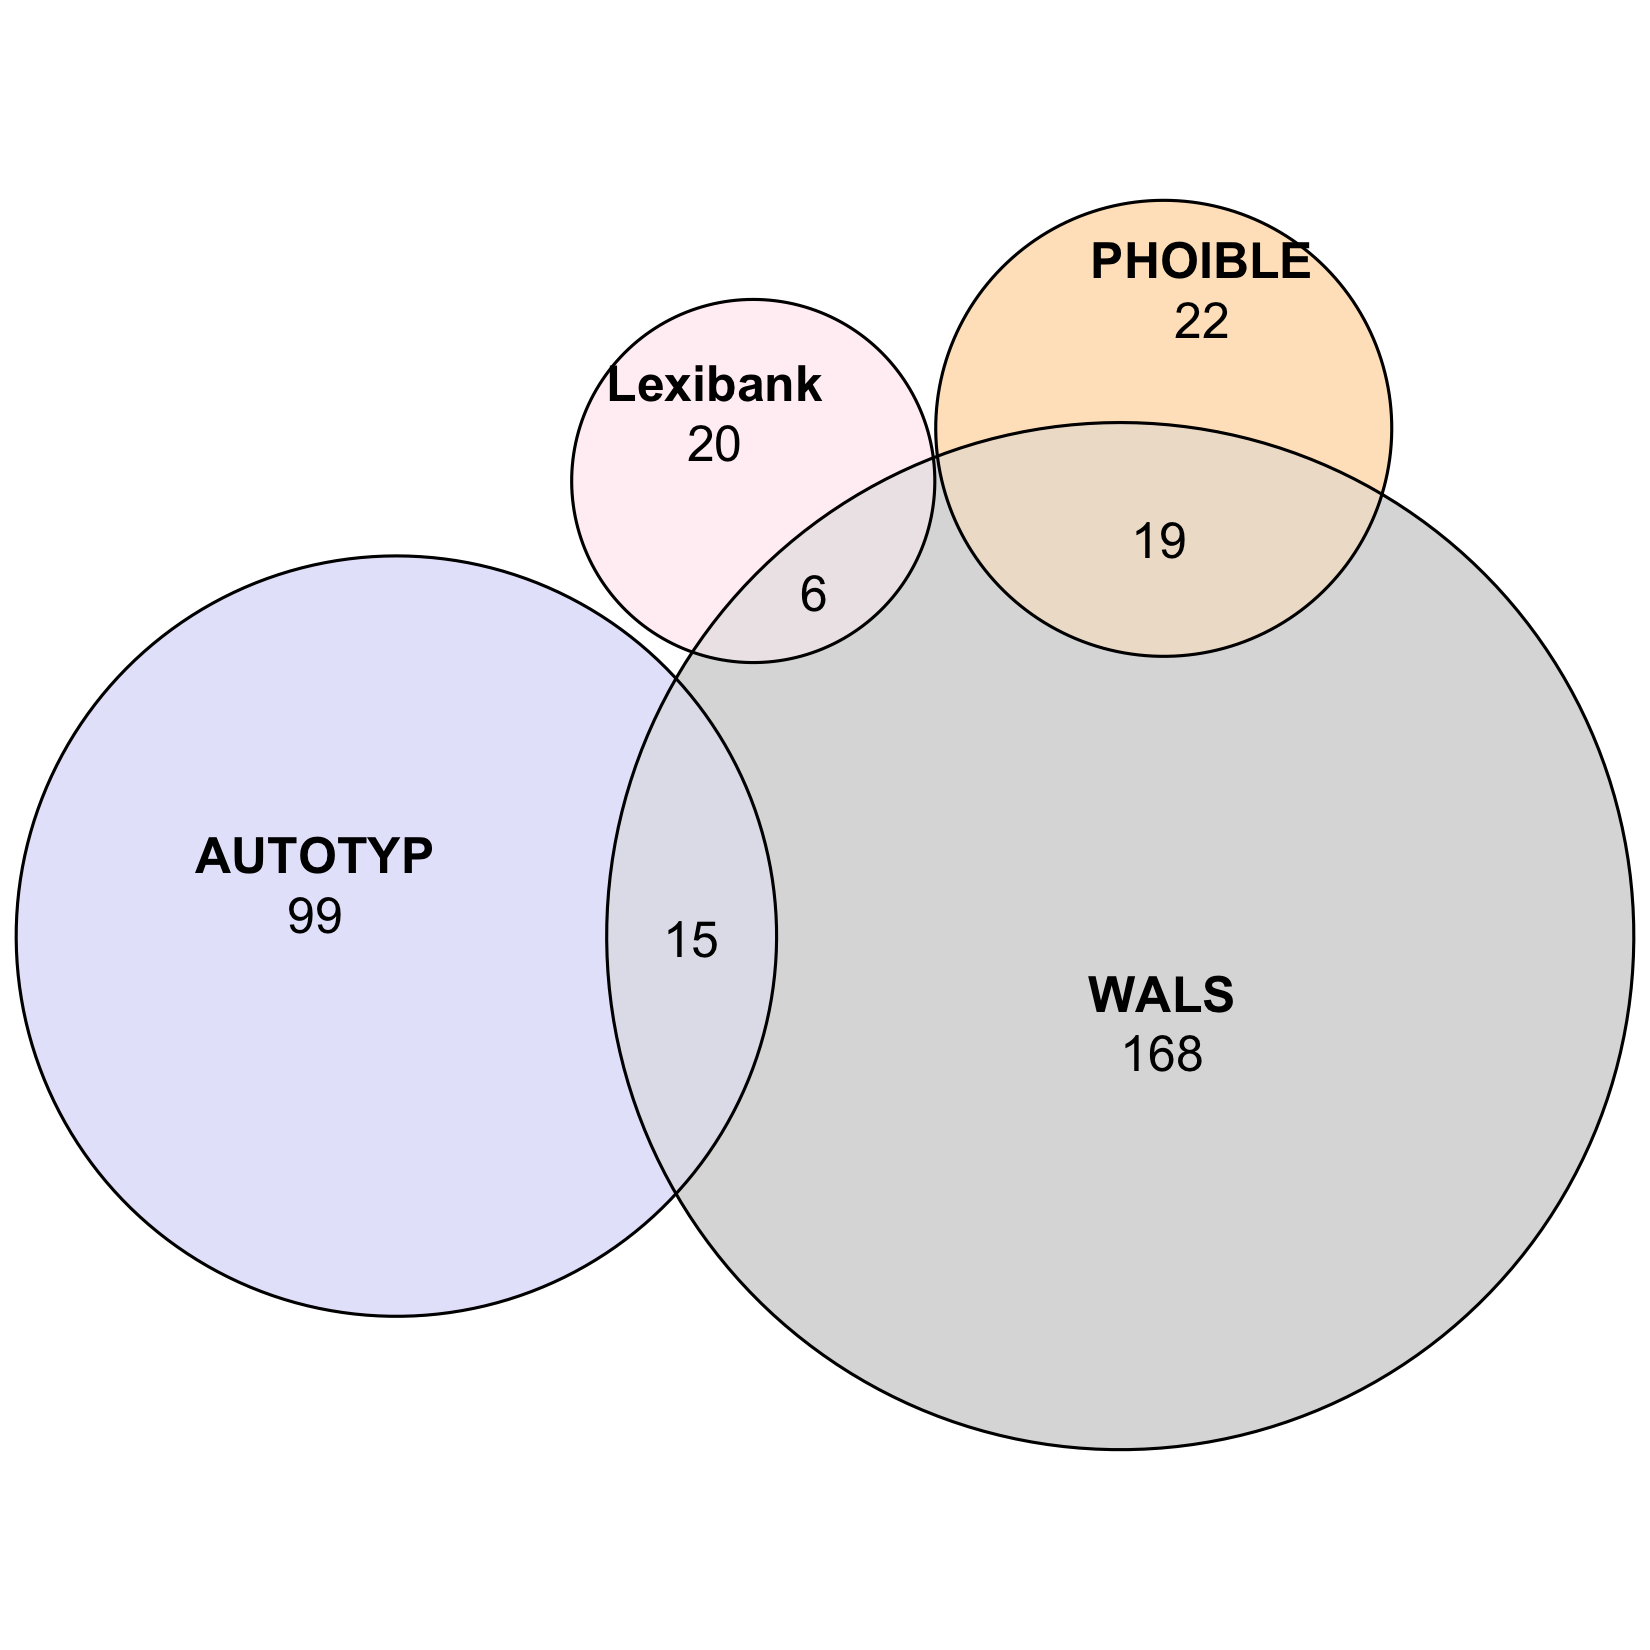 PHOIBLE
22
Lexibank
20
19
6
AUTOTYP
99
15
WALS
168